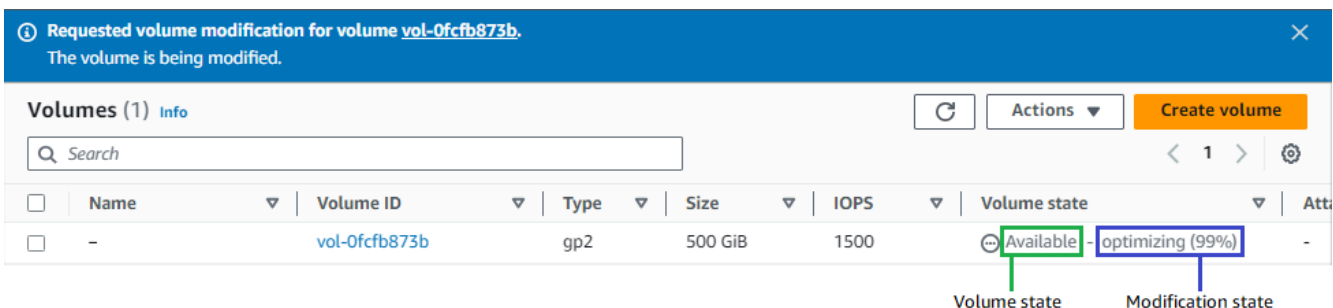 Requested volume modification for volume vol-0fcfb873b.
The volume is being modified.
Volumes (1) Info
Actions
Create volume
Search
1
Name Volume ID Type Size IOPS Volume state Atta
– vol-0fcfb873b gp2 500 GiB 1500 Available - optimizing (99%) -
Volume state Modification state